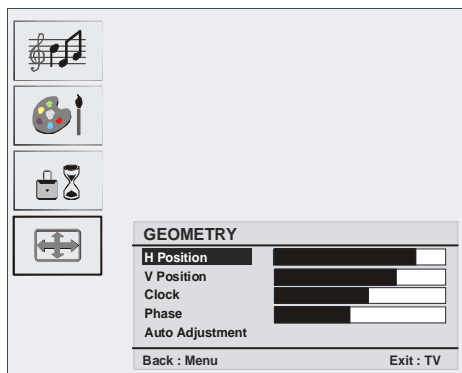 GEOMETRY
H Position
V Position
Clock
Phase
Auto Adjustment
Back : Menu Exit : TV